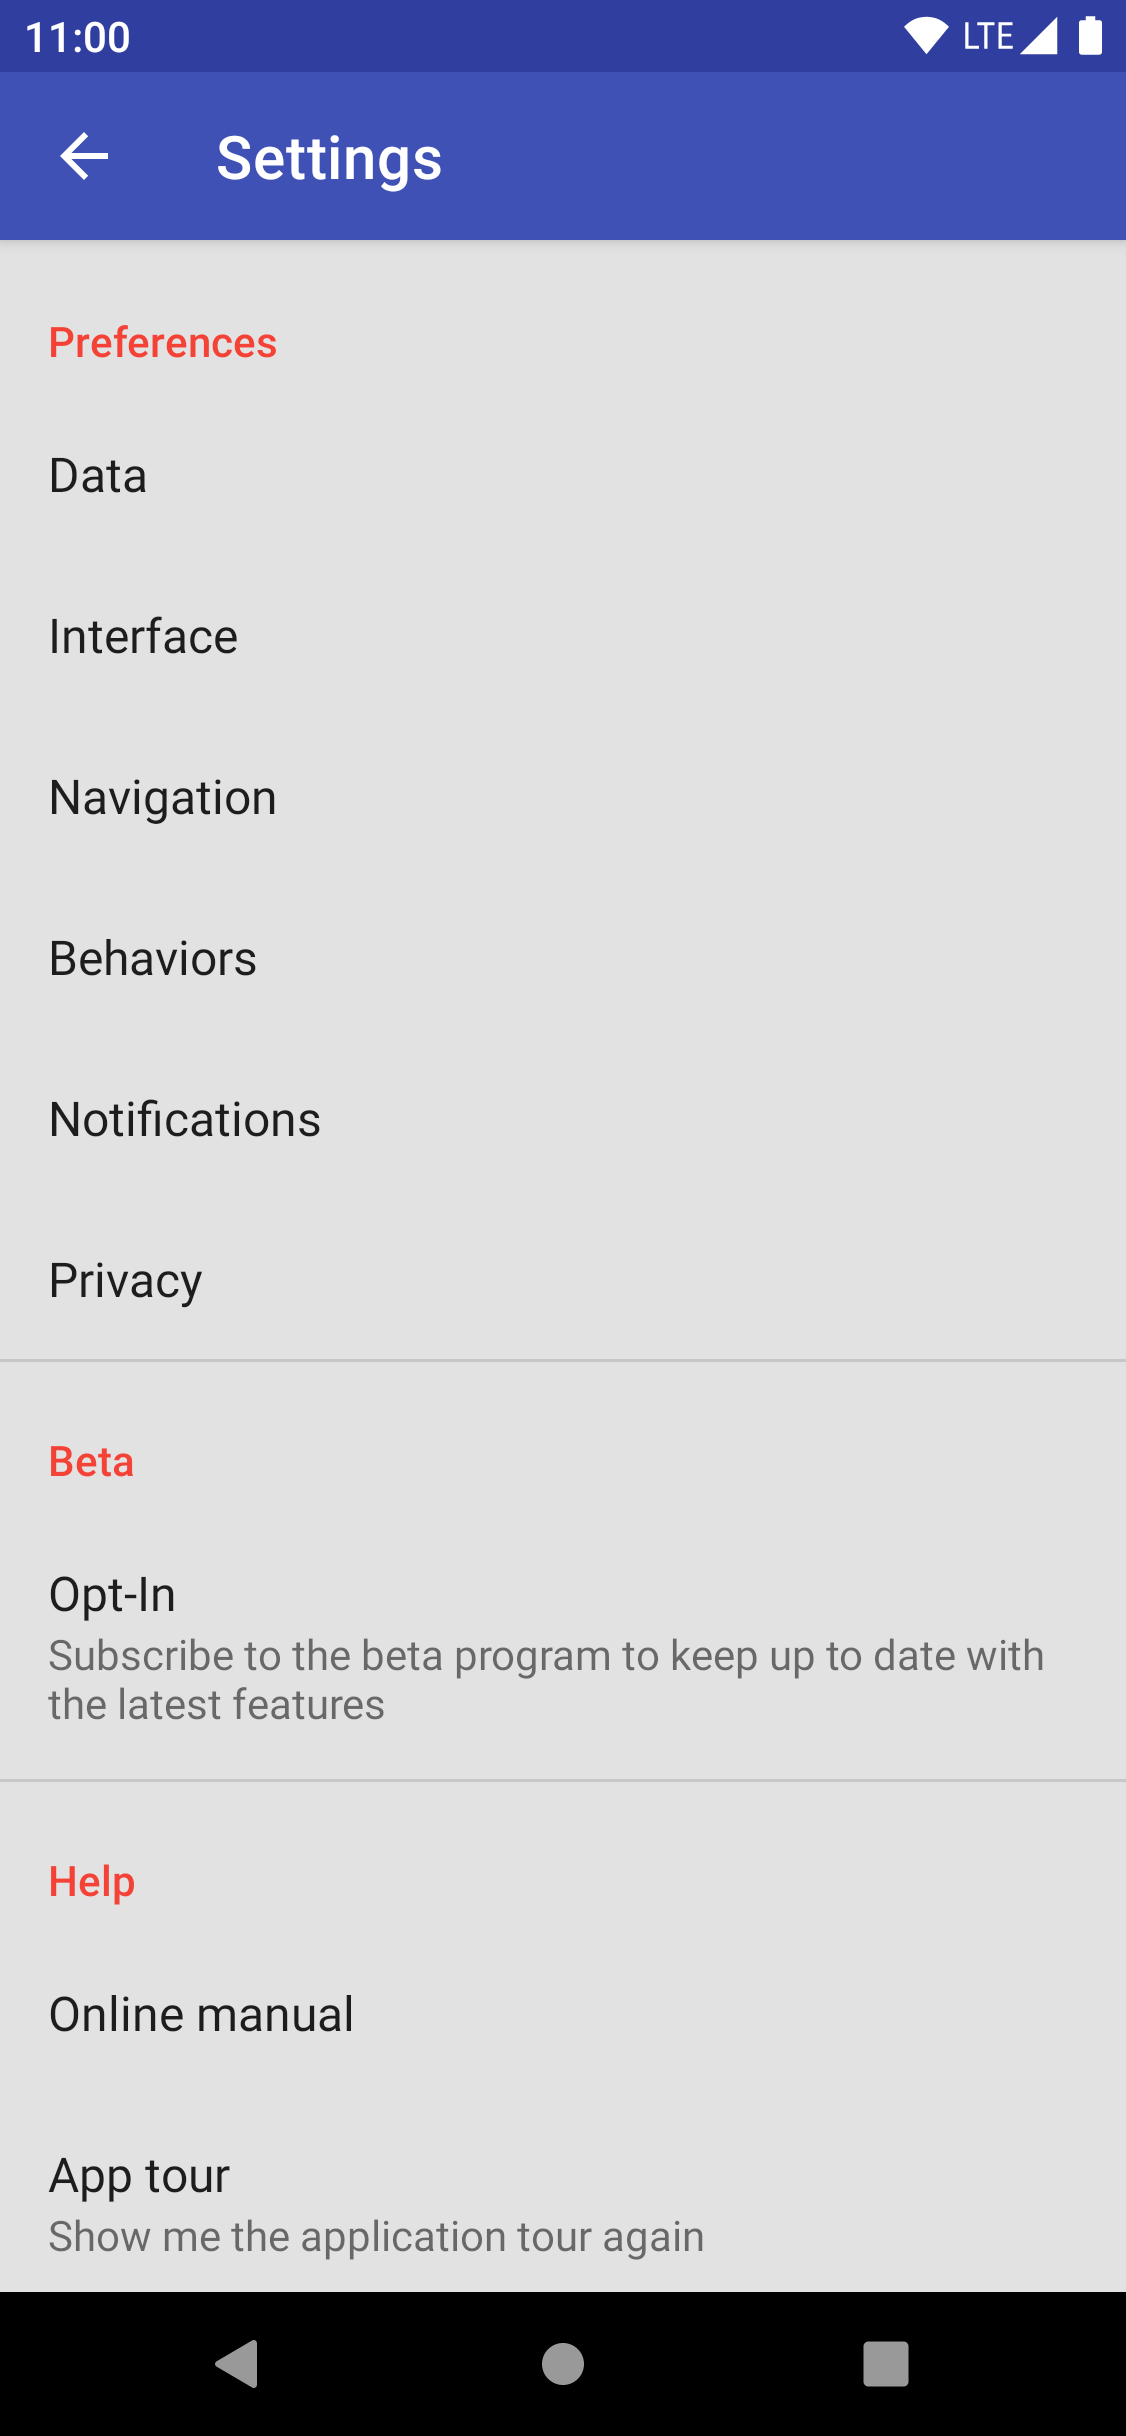 11:00
LTE
Settings
Preferences
Data
Interface
Navigation
Behaviors
Notifications
Privacy
Beta
Opt-In
Subscribe to the beta program to keep up to date with
the latest features
Help
Online manual
App tour
Show me the application tour again